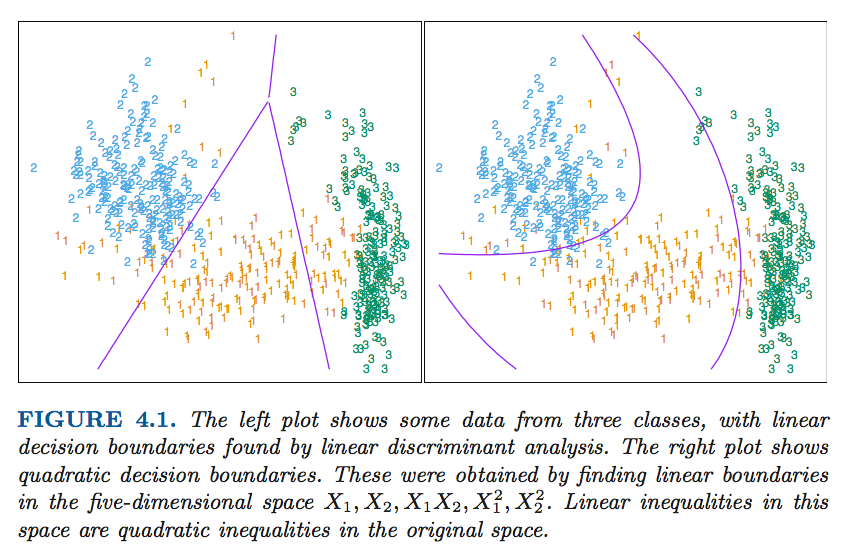 FIGURE 4.1. The left plot shows some data from three classes, with linear
decision boundaries found by linear discriminant analysis. The right plot shows
quadratic decision boundaries. These were obtained by finding linear boundaries
in the five-dimensional space X₁, X₂, X₁X₂, X₁², X₂². Linear inequalities in this
space are quadratic inequalities in the original space.